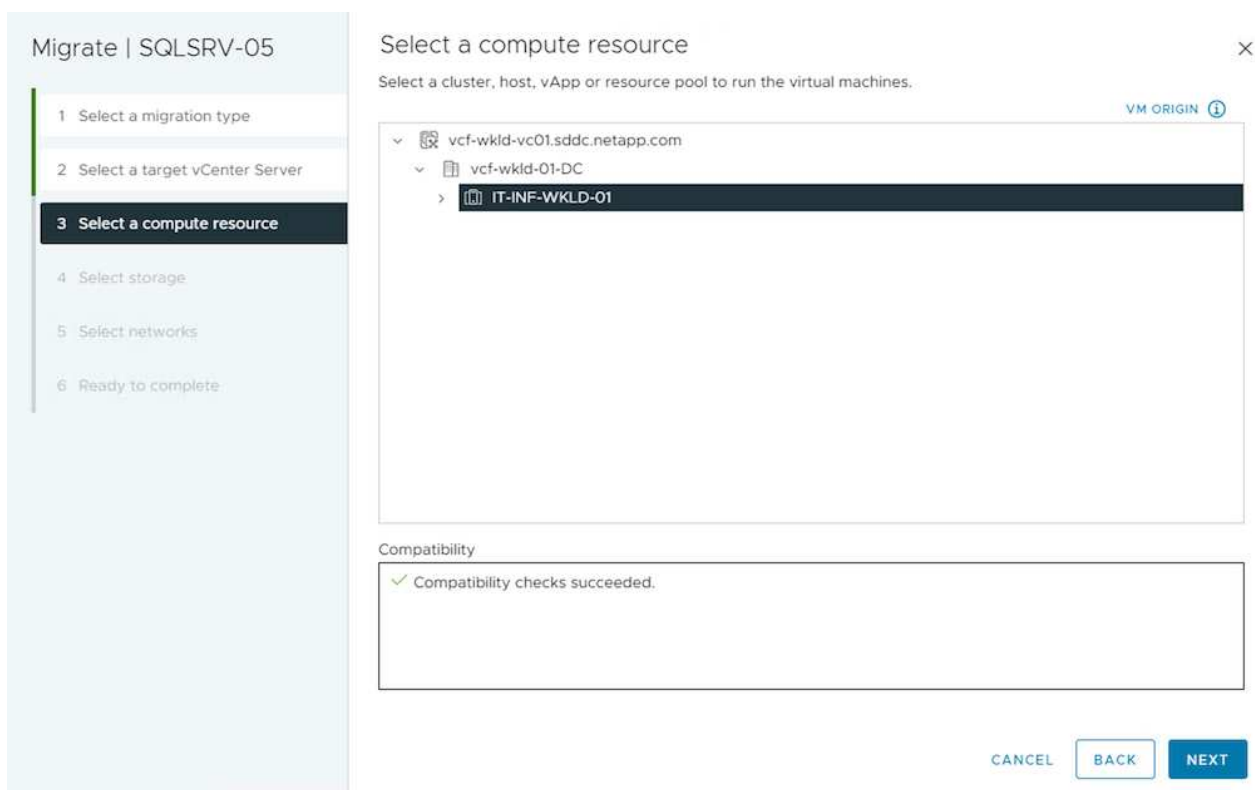 Migrate | SQLSRV-05
1 Select a migration type
2 Select a target vCenter Server
3 Select a compute resource
4 Select storage
5 Select networks
6 Ready to complete
Select a compute resource
Select a cluster, host, vApp or resource pool to run the virtual machines.
VM ORIGIN
vcf-wkld-vc01.sddc.netapp.com
vcf-wkld-01-DC
IT-INF-WKLD-01
Compatibility
Compatibility checks succeeded.
CANCEL
BACK
NEXT